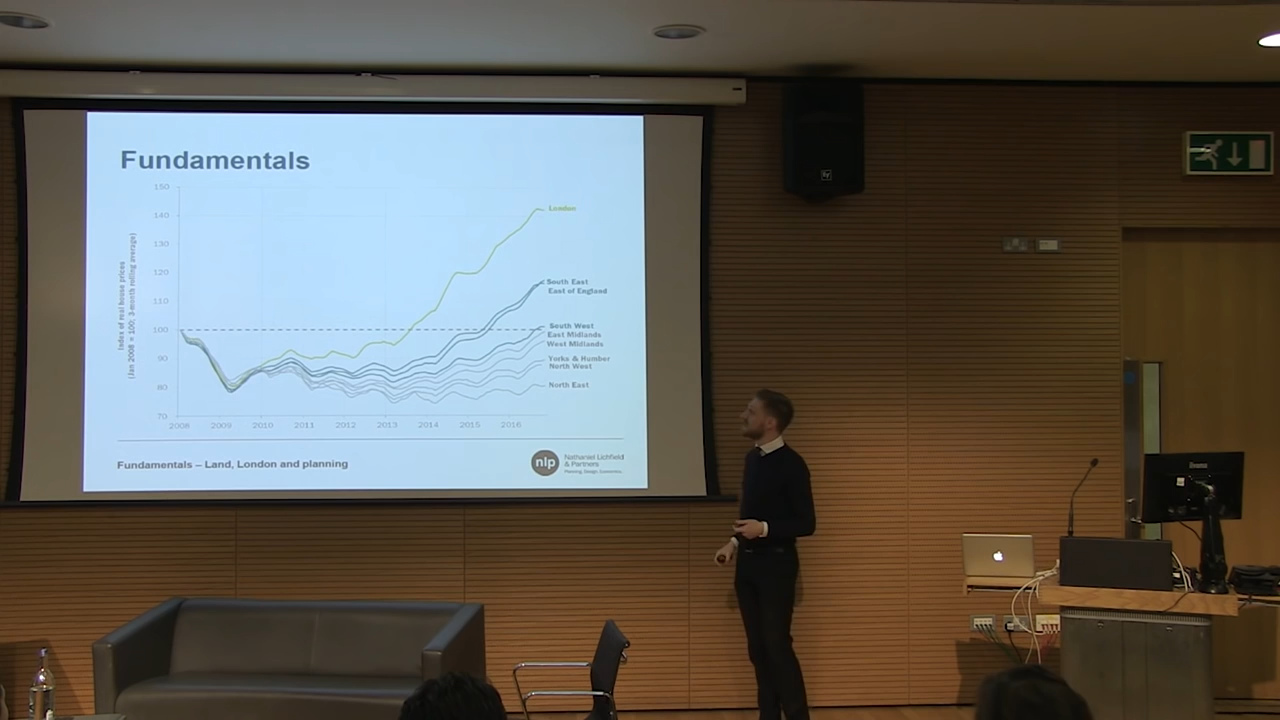 Fundamentals
150
140
130
120
110
100
90
80
70
Index of real house prices
(Jan 2008 = 100; 3-month rolling average)
2008 2009 2010 2011 2012 2013 2014 2015 2016
London
South East
East of England
South West
East Midlands
West Midlands
Yorks & Humber
North West
North East
Fundamentals – Land, London and planning
nlp
Nathaniel Lichfield
& Partners
Planning. Design. Economics.